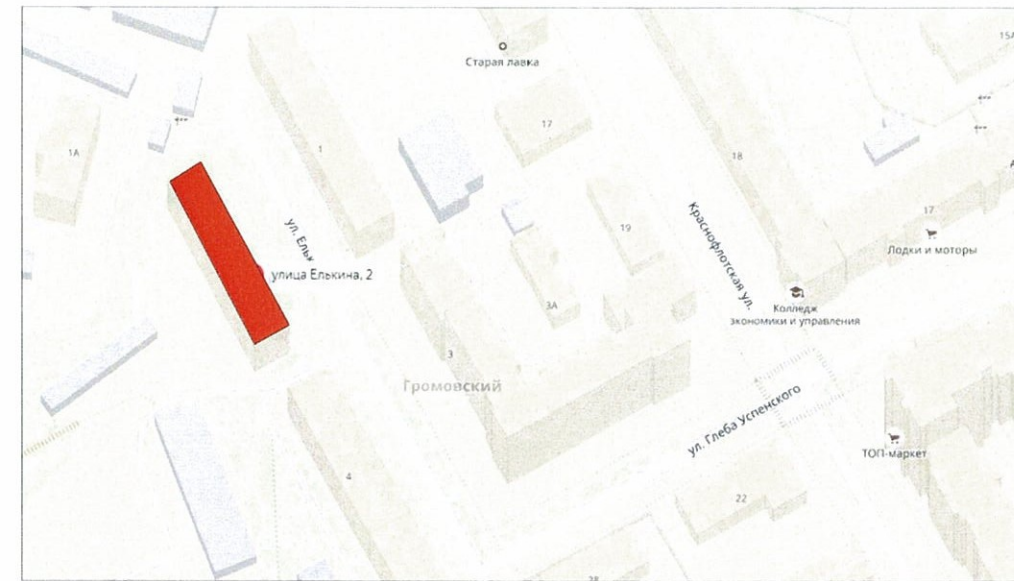 15А
Старая лавка
17
1А
1
18
17
19
Лодки и моторы
Краснофлотская ул.
ул. Ельк
улица Елькина, 2
3А
Колледж
экономики и управления
3
Громовский
ул. Глеба Успенского
ТОП-маркет
4
22